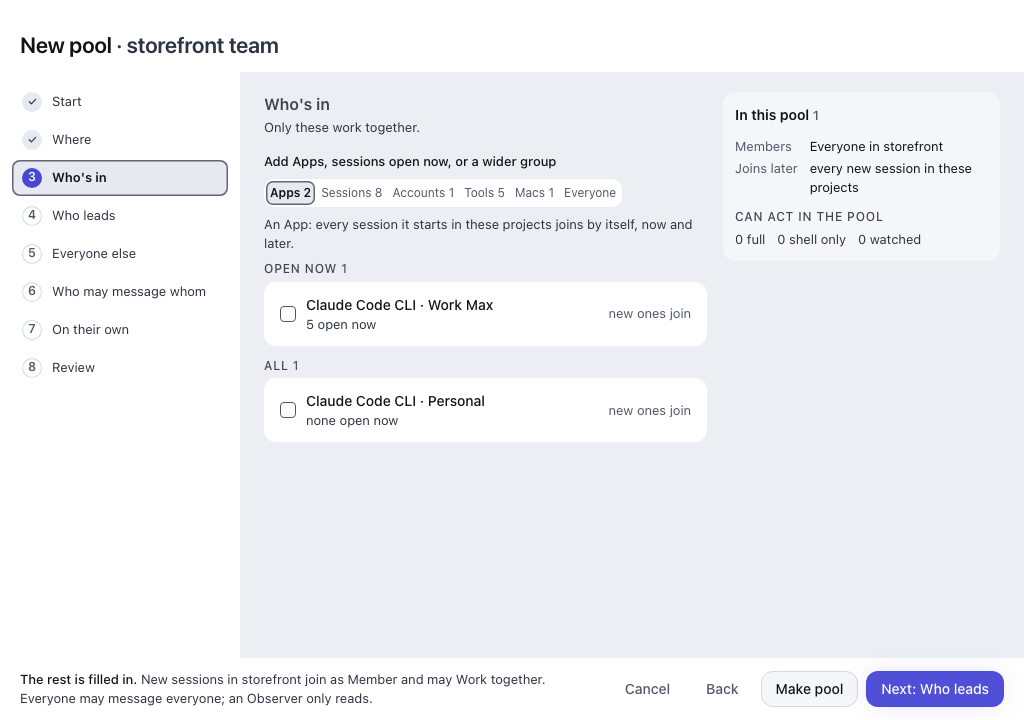 New pool · storefront team
Start
Where
3 Who's in
4 Who leads
5 Everyone else
6 Who may message whom
7 On their own
8 Review
Who's in
Only these work together.
Add Apps, sessions open now, or a wider group
Apps 2 Sessions 8 Accounts 1 Tools 5 Macs 1 Everyone
An App: every session it starts in these projects joins by itself, now and
later.
OPEN NOW 1
Claude Code CLI · Work Max
5 open now
new ones join
ALL 1
Claude Code CLI · Personal
none open now
new ones join
In this pool 1
Members Everyone in storefront
Joins later every new session in these
projects
CAN ACT IN THE POOL
0 full 0 shell only 0 watched
The rest is filled in. New sessions in storefront join as Member and may Work together.
Everyone may message everyone; an Observer only reads.
Cancel Back Make pool Next: Who leads